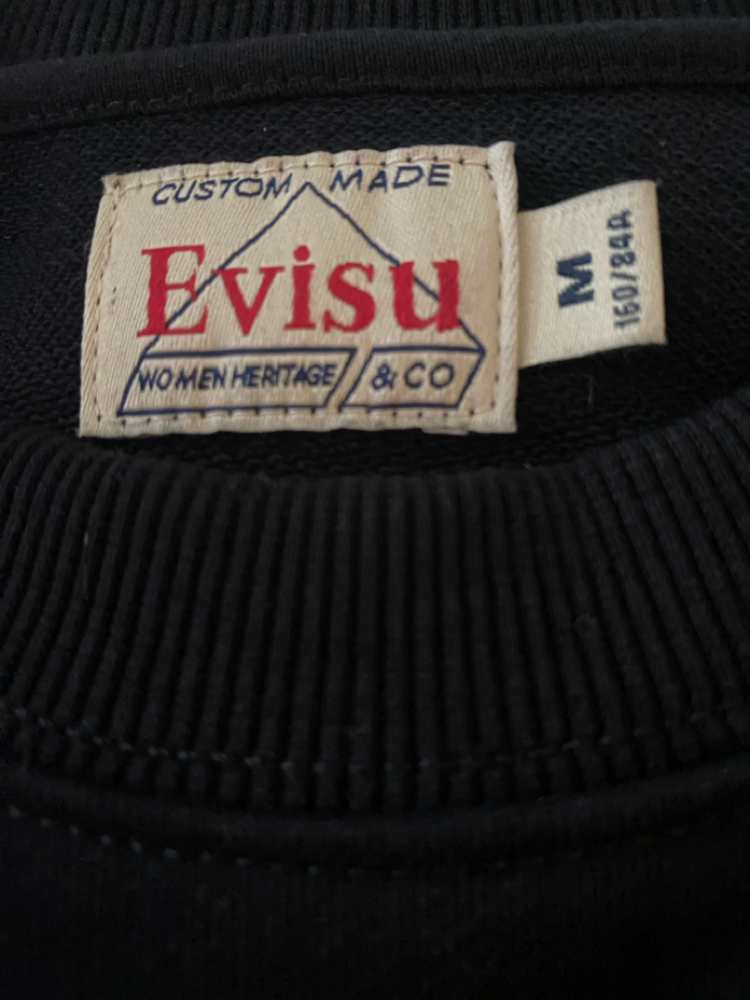 CUSTOM MADE
Evisu
WOMEN HERITAGE & CO
M
160/84A